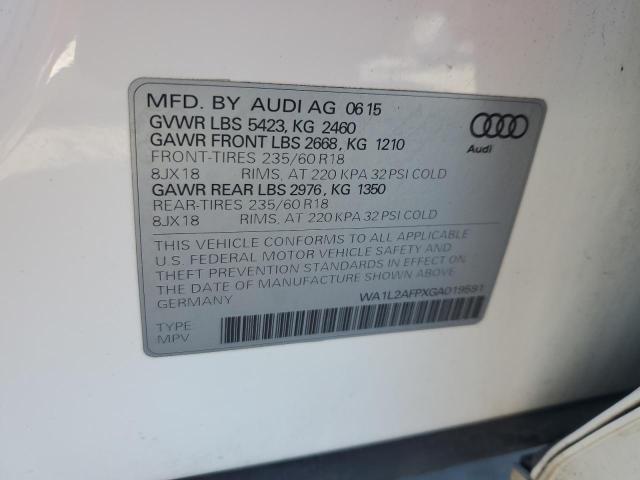 MFD. BY AUDI AG 06 15
GVWR LBS 5423, KG 2460
GAWR FRONT LBS 2668, KG 1210
FRONT-TIRES 235/60 R18
8JX18 RIMS, AT 220 KPA 32 PSI COLD
GAWR REAR LBS 2976, KG 1350
REAR-TIRES 235/60 R18
8JX18 RIMS, AT 220 KPA 32 PSI COLD
Audi
THIS VEHICLE CONFORMS TO ALL APPLICABLE
U.S. FEDERAL MOTOR VEHICLE SAFETY AND
THEFT PREVENTION STANDARDS IN EFFECT ON
THE DATE OF MANUFACTURE SHOWN ABOVE.
GERMANY
WA1L2AFPXGA019591
TYPE:
MPV